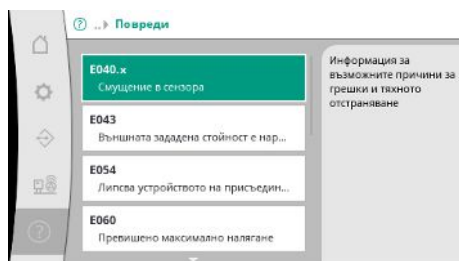 ..▸ Повреди
E040.x
Смущение в сензора
E043
Външната зададена стойност е нар...
E054
Липсва устройството на присъедин...
E060
Превишено максимално налягане
Информация за
възможните причини за
грешки и тяхното
отстраняване